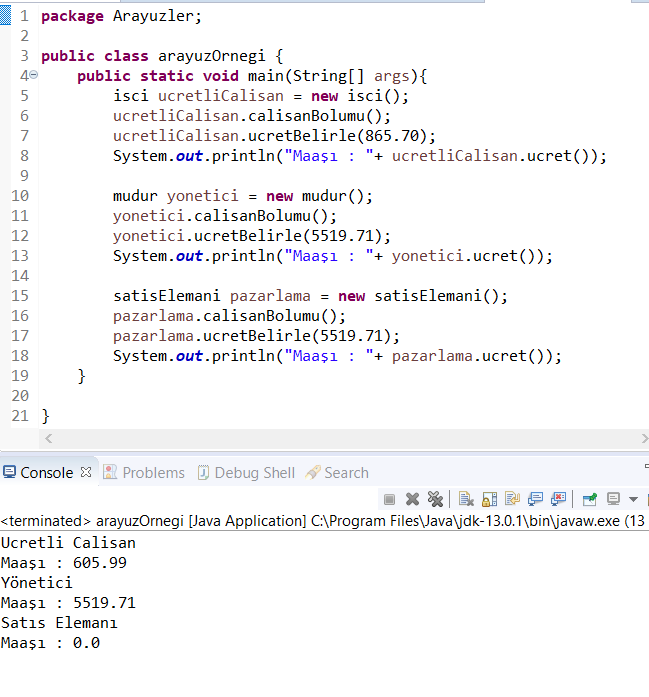 1 package Arayuzler;
2
3 public class arayuzOrnegi {
4 public static void main(String[] args){
5 isci ucretliCalisan = new isci();
6 ucretliCalisan.calisanBolumu();
7 ucretliCalisan.ucretBelirle(865.70);
8 System.out.println("Maaşı : "+ ucretliCalisan.ucret());
9
10 mudur yonetici = new mudur();
11 yonetici.calisanBolumu();
12 yonetici.ucretBelirle(5519.71);
13 System.out.println("Maaşı : "+ yonetici.ucret());
14
15 satisElemani pazarlama = new satisElemani();
16 pazarlama.calisanBolumu();
17 pazarlama.ucretBelirle(5519.71);
18 System.out.println("Maaşı : "+ pazarlama.ucret());
19 }
20
21 }
Console Problems Debug Shell Search
<terminated> arayuzOrnegi [Java Application] C:\Program Files\Java\jdk-13.0.1\bin\javaw.exe (13
Ucretli Calisan
Maaşı : 605.99
Yönetici
Maaşı : 5519.71
Satıs Elemanı
Maaşı : 0.0